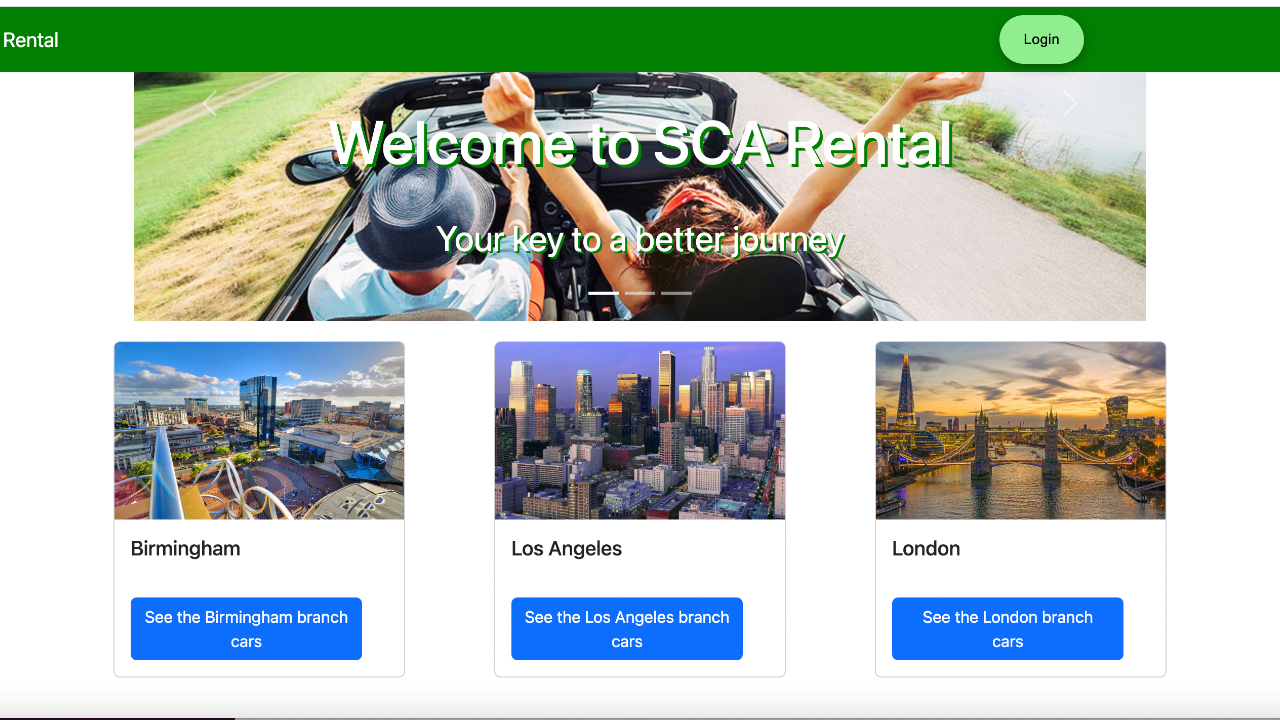 Rental
Login
Welcome to SCA Rental
Your key to a better journey
Birmingham
Los Angeles
London
See the Birmingham branch
cars
See the Los Angeles branch
cars
See the London branch
cars